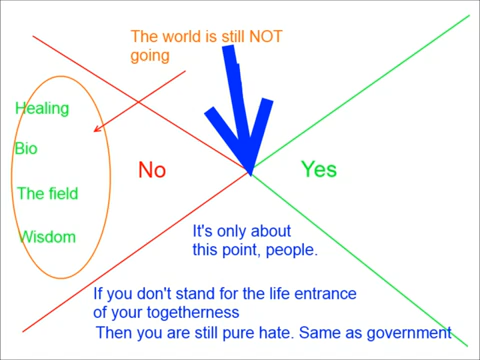 The world is still NOT
going
Healing
Bio
The field
Wisdom
No
Yes
It's only about
this point, people.
If you don't stand for the life entrance
of your togetherness
Then you are still pure hate. Same as government